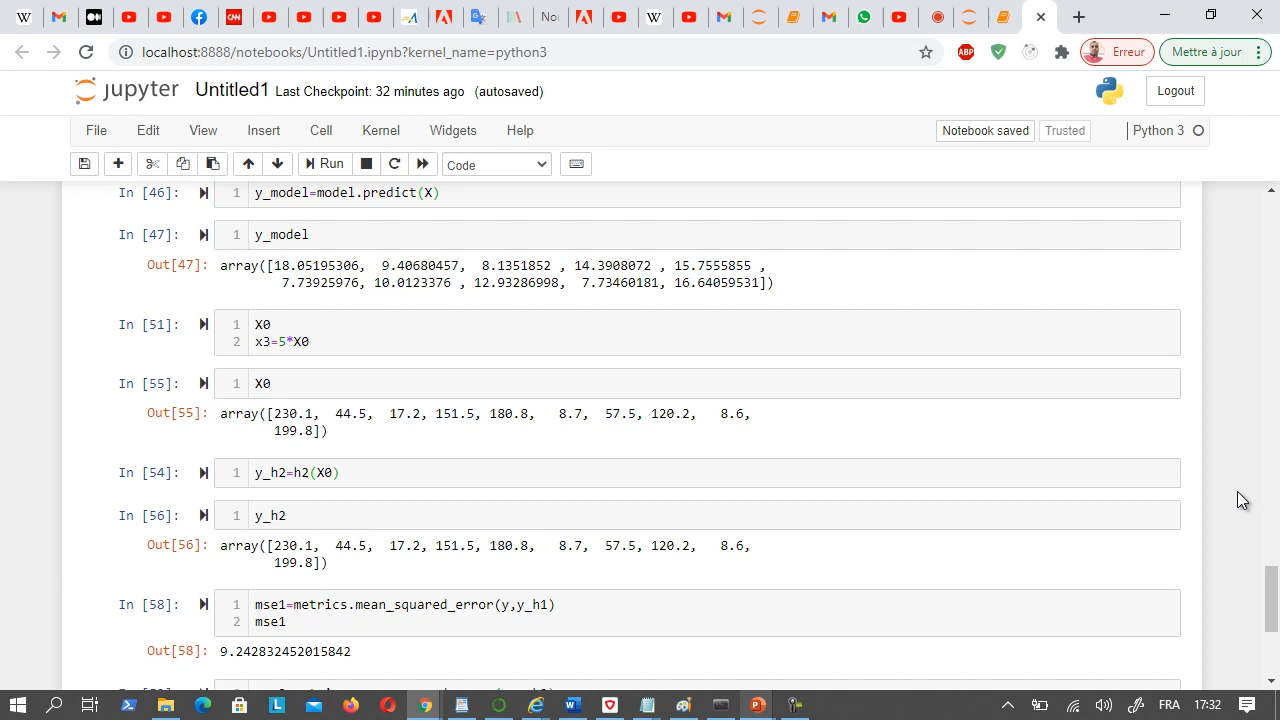 W
CNN
Nov
W
localhost:8888/notebooks/Untitled1.ipynb?kernel_name=python3
ABP
Erreur
Mettre à jour
jupyter Untitled1 Last Checkpoint: 32 minutes ago (autosaved)
Logout
File Edit View Insert Cell Kernel Widgets Help
Notebook saved Trusted Python 3
Run Code
In [46]: 1 y_model=model.predict(X)
In [47]: 1 y_model
Out[47]: array([18.05195306, 9.40680457, 8.1351852 , 14.3908072 , 15.7555855 ,
7.73925976, 10.0123376 , 12.93286998, 7.73460181, 16.64059531])
In [51]: 1 X0
2 x3=5*X0
In [55]: 1 X0
Out[55]: array([230.1, 44.5, 17.2, 151.5, 180.8, 8.7, 57.5, 120.2, 8.6,
199.8])
In [54]: 1 y_h2=h2(X0)
In [56]: 1 y_h2
Out[56]: array([230.1, 44.5, 17.2, 151.5, 180.8, 8.7, 57.5, 120.2, 8.6,
199.8])
In [58]: 1 mse1=metrics.mean_squared_error(y,y_h1)
2 mse1
Out[58]: 9.242832452015842
FRA 17:32